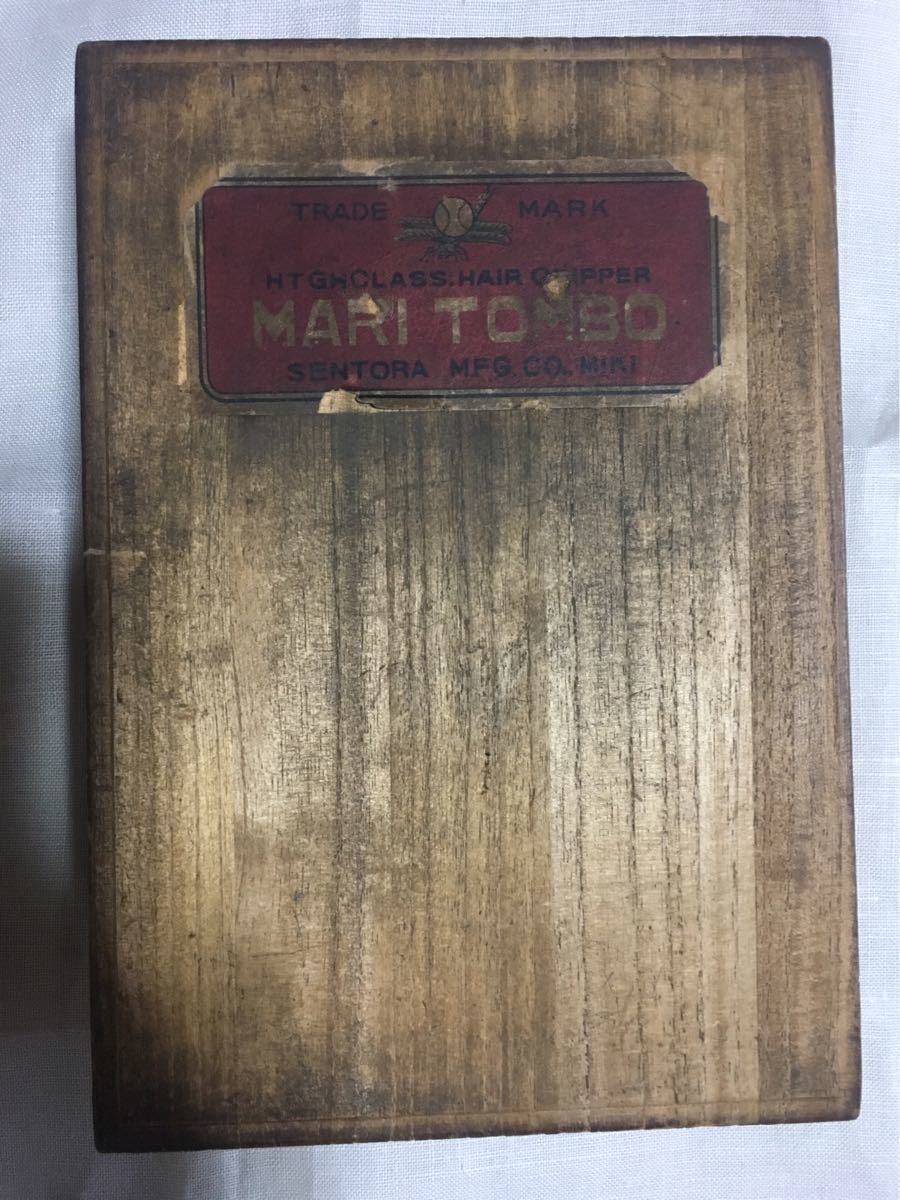 TRADE MARK
HTGHCLASS.HAIR CLIPPER
MARI TOMBO
SENTORA MFG. CO., MIKI